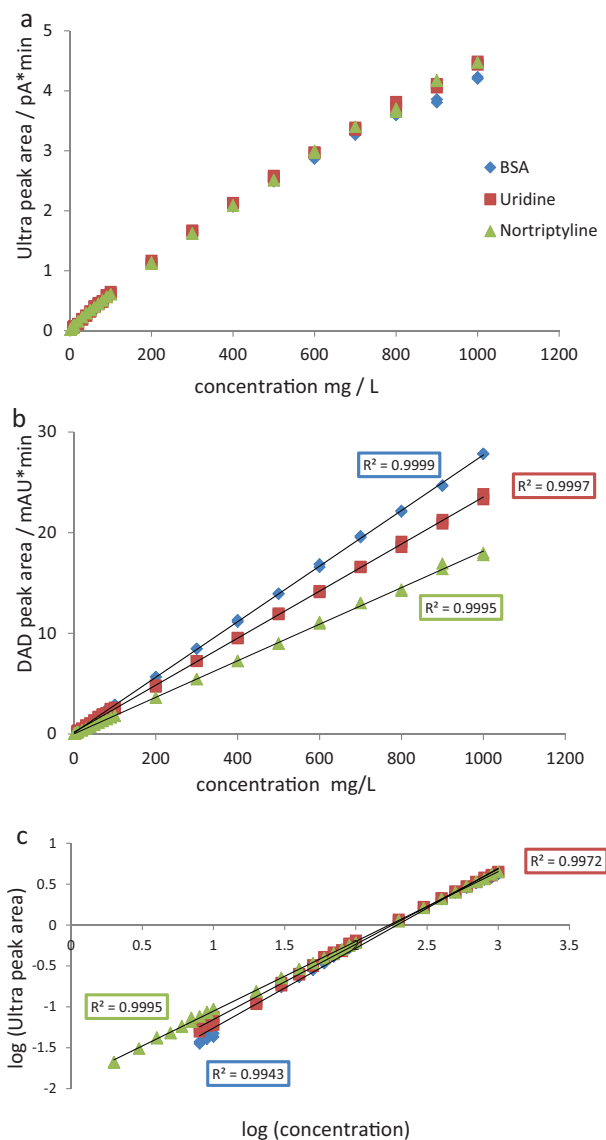 a
Ultra peak area / pA*min
5
4
3
2
1
0
BSA
Uridine
Nortriptyline
0 200 400 600 800 1000 1200
concentration mg / L
b
DAD peak area / mAU*min
30
20
10
0
R² = 0.9999
R² = 0.9997
R² = 0.9995
0 200 400 600 800 1000 1200
concentration mg/L
c
log (Ultra peak area)
1
0.5
0
-0.5
-1.0
-1.5
-2
R² = 0.9972
0 0.5 1 1.5 2 2.5 3 3.5
R² = 0.9995
R² = 0.9943
log (concentration)